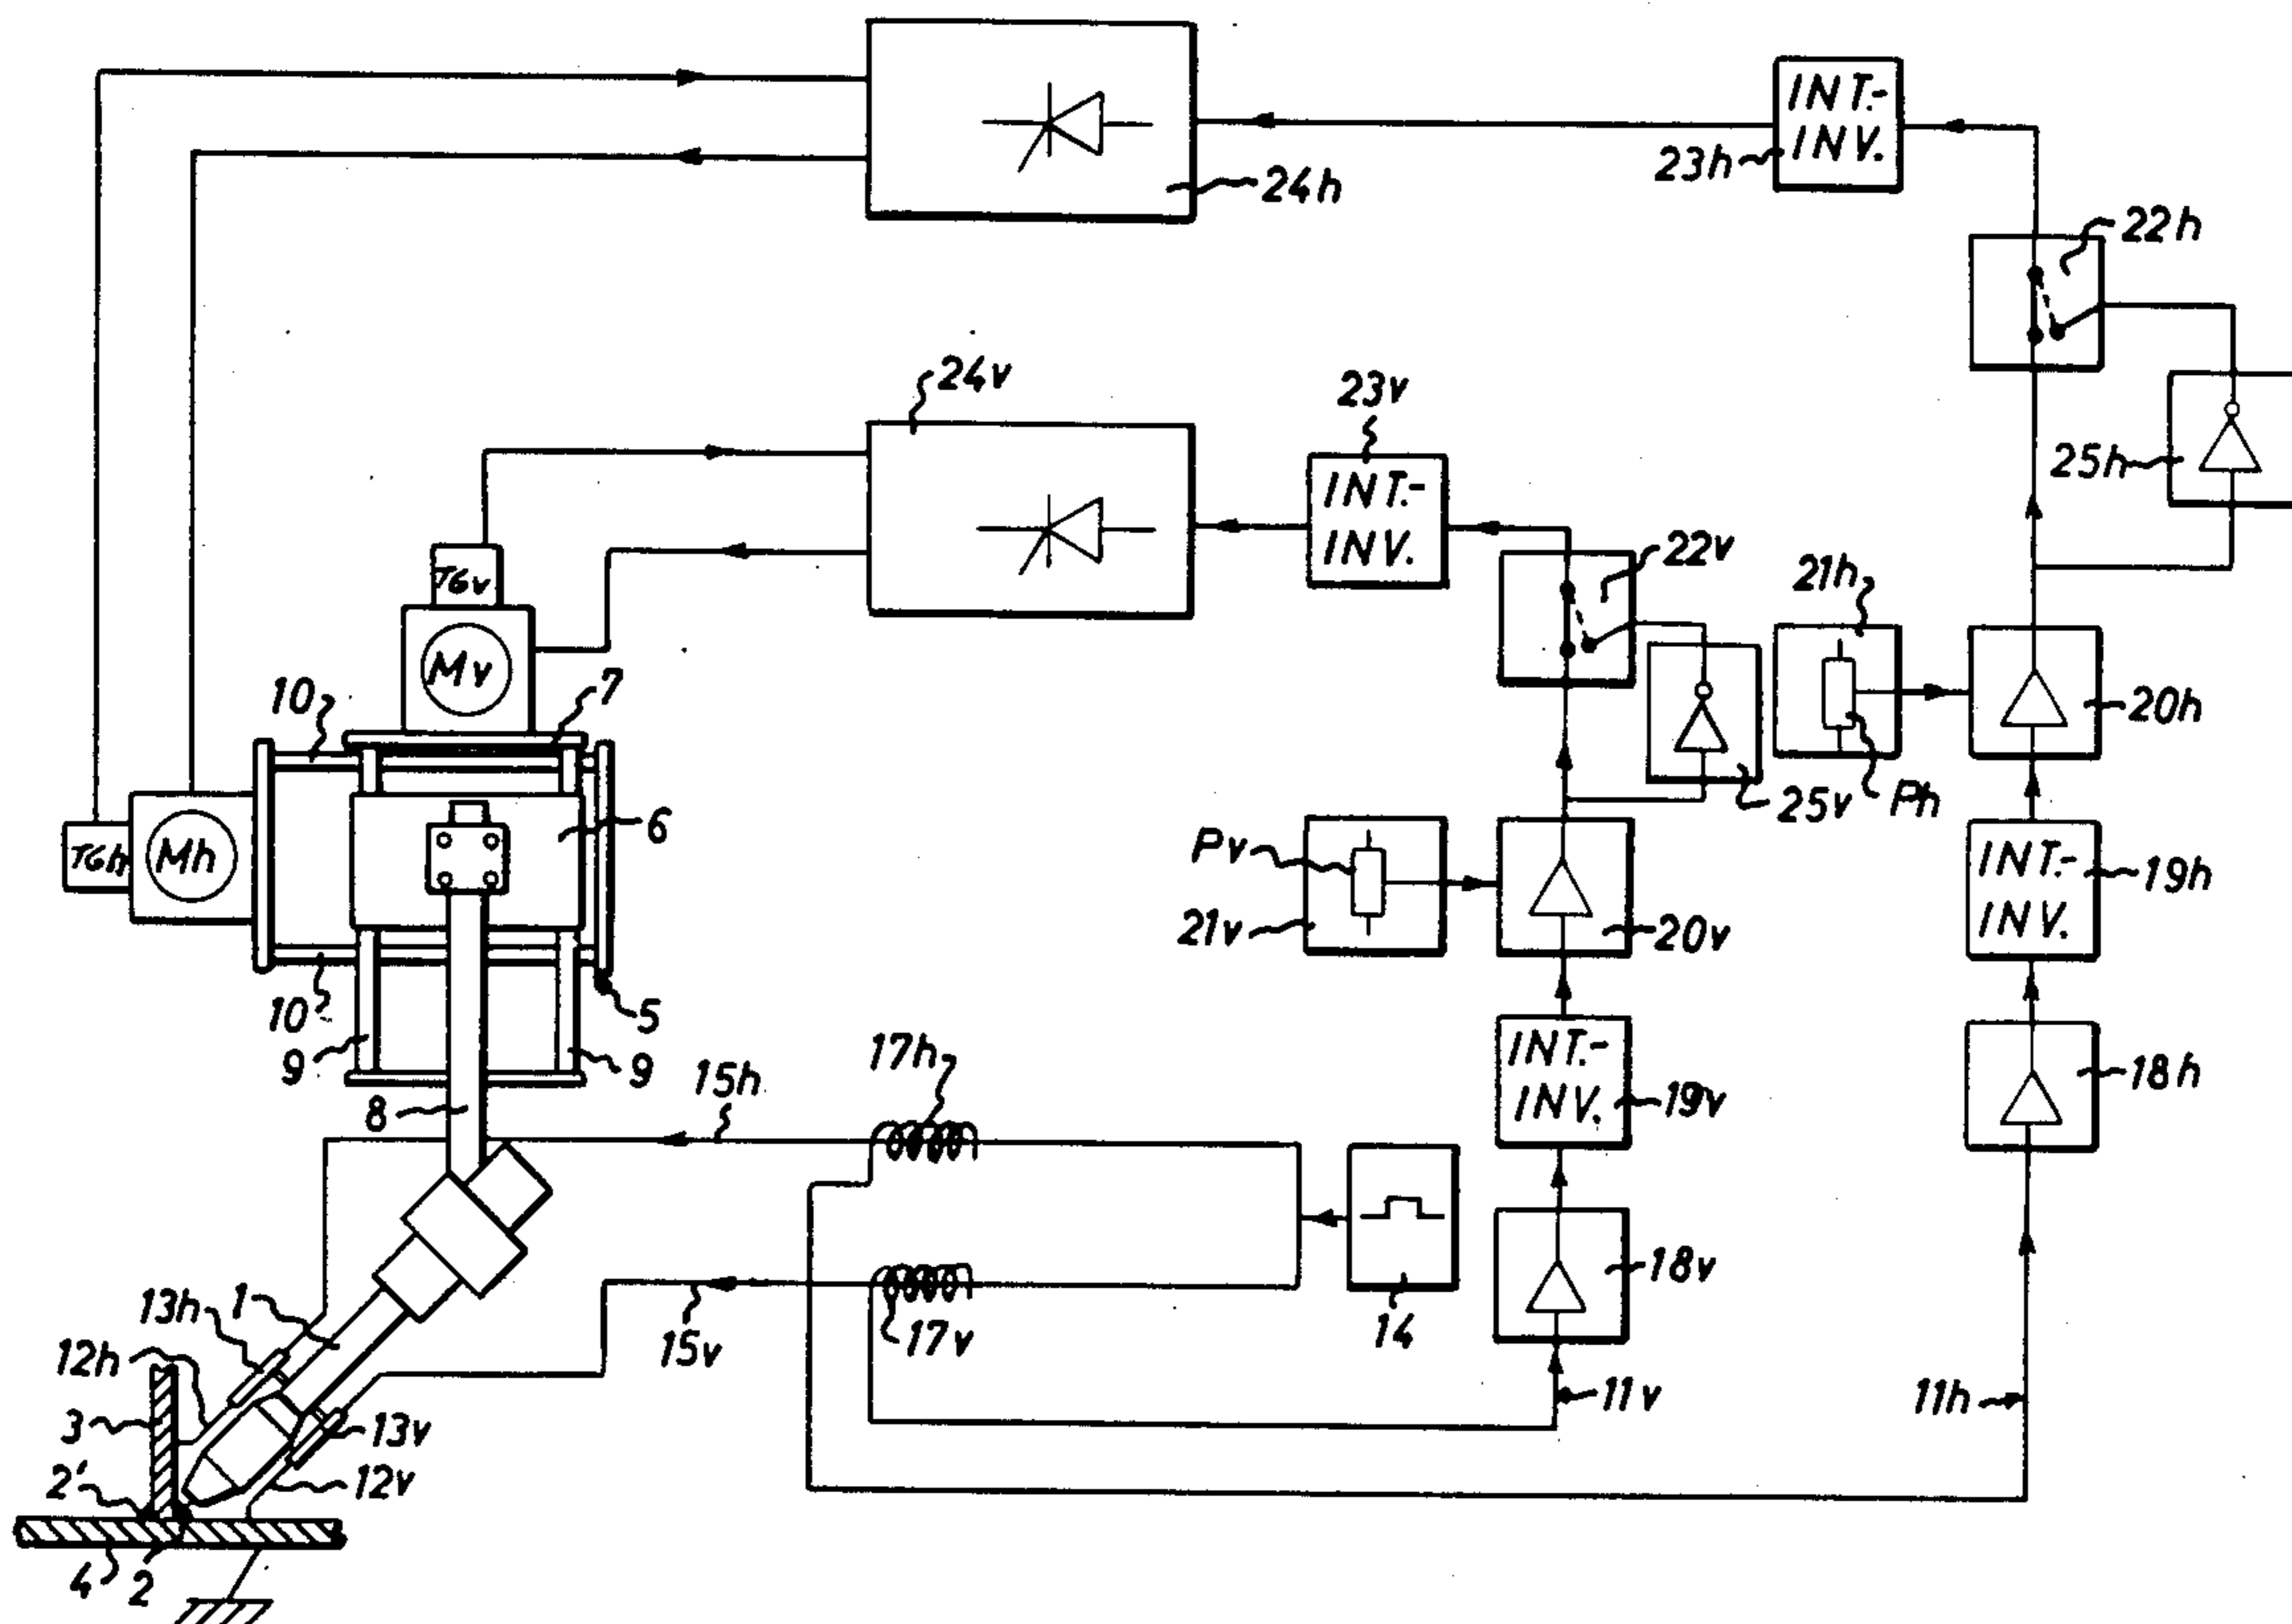 INT.-
INV.
23h
24h
22h
24v
23v
INT.-
INV.
25h
22v
21h
TGv
Mv
7
10
20h
Ph
25v
6
TGh
Mh
Pv
21v
20v
INT.-
INV.
19h
10
5
9
9
15h
17h
INT.-
INV.
19v
18h
8
18v
13h
1
17v
14
15v
12h
11v
11h
3
13v
2'
12v
4
2